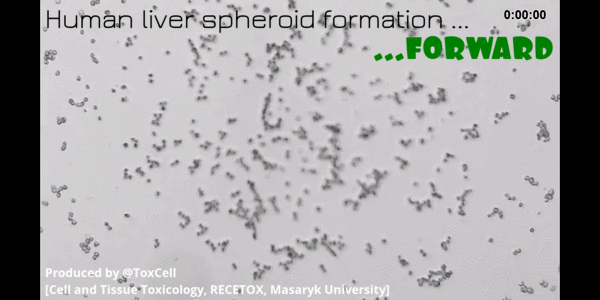 Human liver spheroid formation ...
0:00:00
...FORWARD
Produced by @ToxCell
[Cell and Tissue Toxicology, RECETOX, Masaryk University]